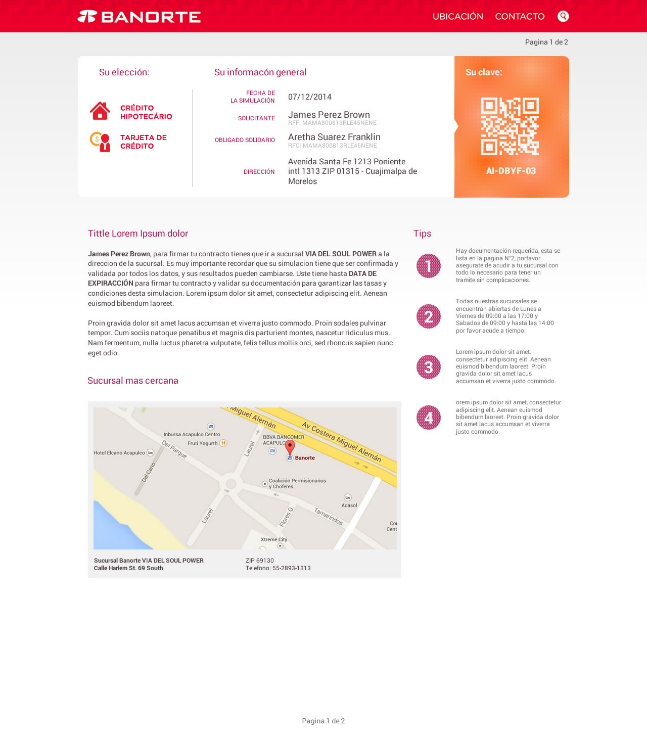 BANORTE
UBICACIÓN CONTACTO
Pagina 1 de 2
Su elección:
CRÉDITO
HIPOTECÁRIO
TARJETA DE
CRÉDITO
Su informacón general
FECHA DE
LA SIMULACIÓN
07/12/2014
SOLICITANTE
James Perez Brown
OBLIGADO SOLIDARIO
Aretha Suarez Franklin
DIRECCIÓN
Avenida Santa Fe 1213 Poniente
intl 1313 ZIP 01315 - Cuajimalpa de
Morelos
Su clave:
AI-DBYF-03
Tittle Lorem Ipsum dolor
James Perez Brown, para firmar tu contracto tienes que ir a sucursal VIA DEL SOUL POWER a la
direccion de la sucursal. Es muy importante recordar que su simulacion tiene que ser confirmada y
validada por todos los datos, y sus resultados pueden cambiarse. Uste tiene hasta DATA DE
EXPIRACCIÓN para firmar tu contracto y validar su documentación para garantizar las tasas y
condiciones desta simulacion. Lorem ipsum dolor sit amet, consectetur adipiscing elit. Aenean
euismod bibendum laoreet.
Proin gravida dolor sit amet lacus accumsan et viverra justo commodo. Proin sodales pulvinar
tempor. Cum sociis natoque penatibus et magnis dis parturient montes, nascetur ridiculus mus.
Nam fermentum, nulla luctus pharetra vulputate, felis tellus mollis orci, sed rhoncus sapien nunc
eget odio.
Sucursal mas cercana
Miguel Alemán
Av Costera Miguel Alemán
Inbursa Acapulco Centro
Fruti Yogurth
BBVA BANCOMER
ACAPULCO
Banorte
Hotel Elcano Acapulco
Del Parque
Laurel
Del Cano
Coalicion Permisionarios
y Choferes
Acasol
Laurel
Flores G.
Tamarindos
Xtreme City
Sucursal Banorte VIA DEL SOUL POWER
Calle Harlem St. 69 South
ZIP 69130
Telefono: 55-2893-1313
Tips
1
Hay documentación requerida, esta se
lista en la pagina N°2, porfavor
asegurate de acudir a tu sucursal con
todo lo necesario para tener un
tramite sin complicaciones.
2
Todas nuestras sucursales se
encuentran abiertas de Lunes a
Viernes de 09:00 a las 17:00 y
Sabados de 09:00 y hasta las 14:00
por favor acude a tiempo.
3
Lorem ipsum dolor sit amet,
consectetur adipiscing elit. Aenean
euismod bibendum laoreet. Proin
gravida dolor sit amet lacus
accumsan et viverra justo commodo.
4
orem ipsum dolor sit amet, consectetur
adipiscing elit. Aenean euismod
bibendum laoreet. Proin gravida dolor
sit amet lacus accumsan et viverra
justo commodo.
Pagina 1 de 2